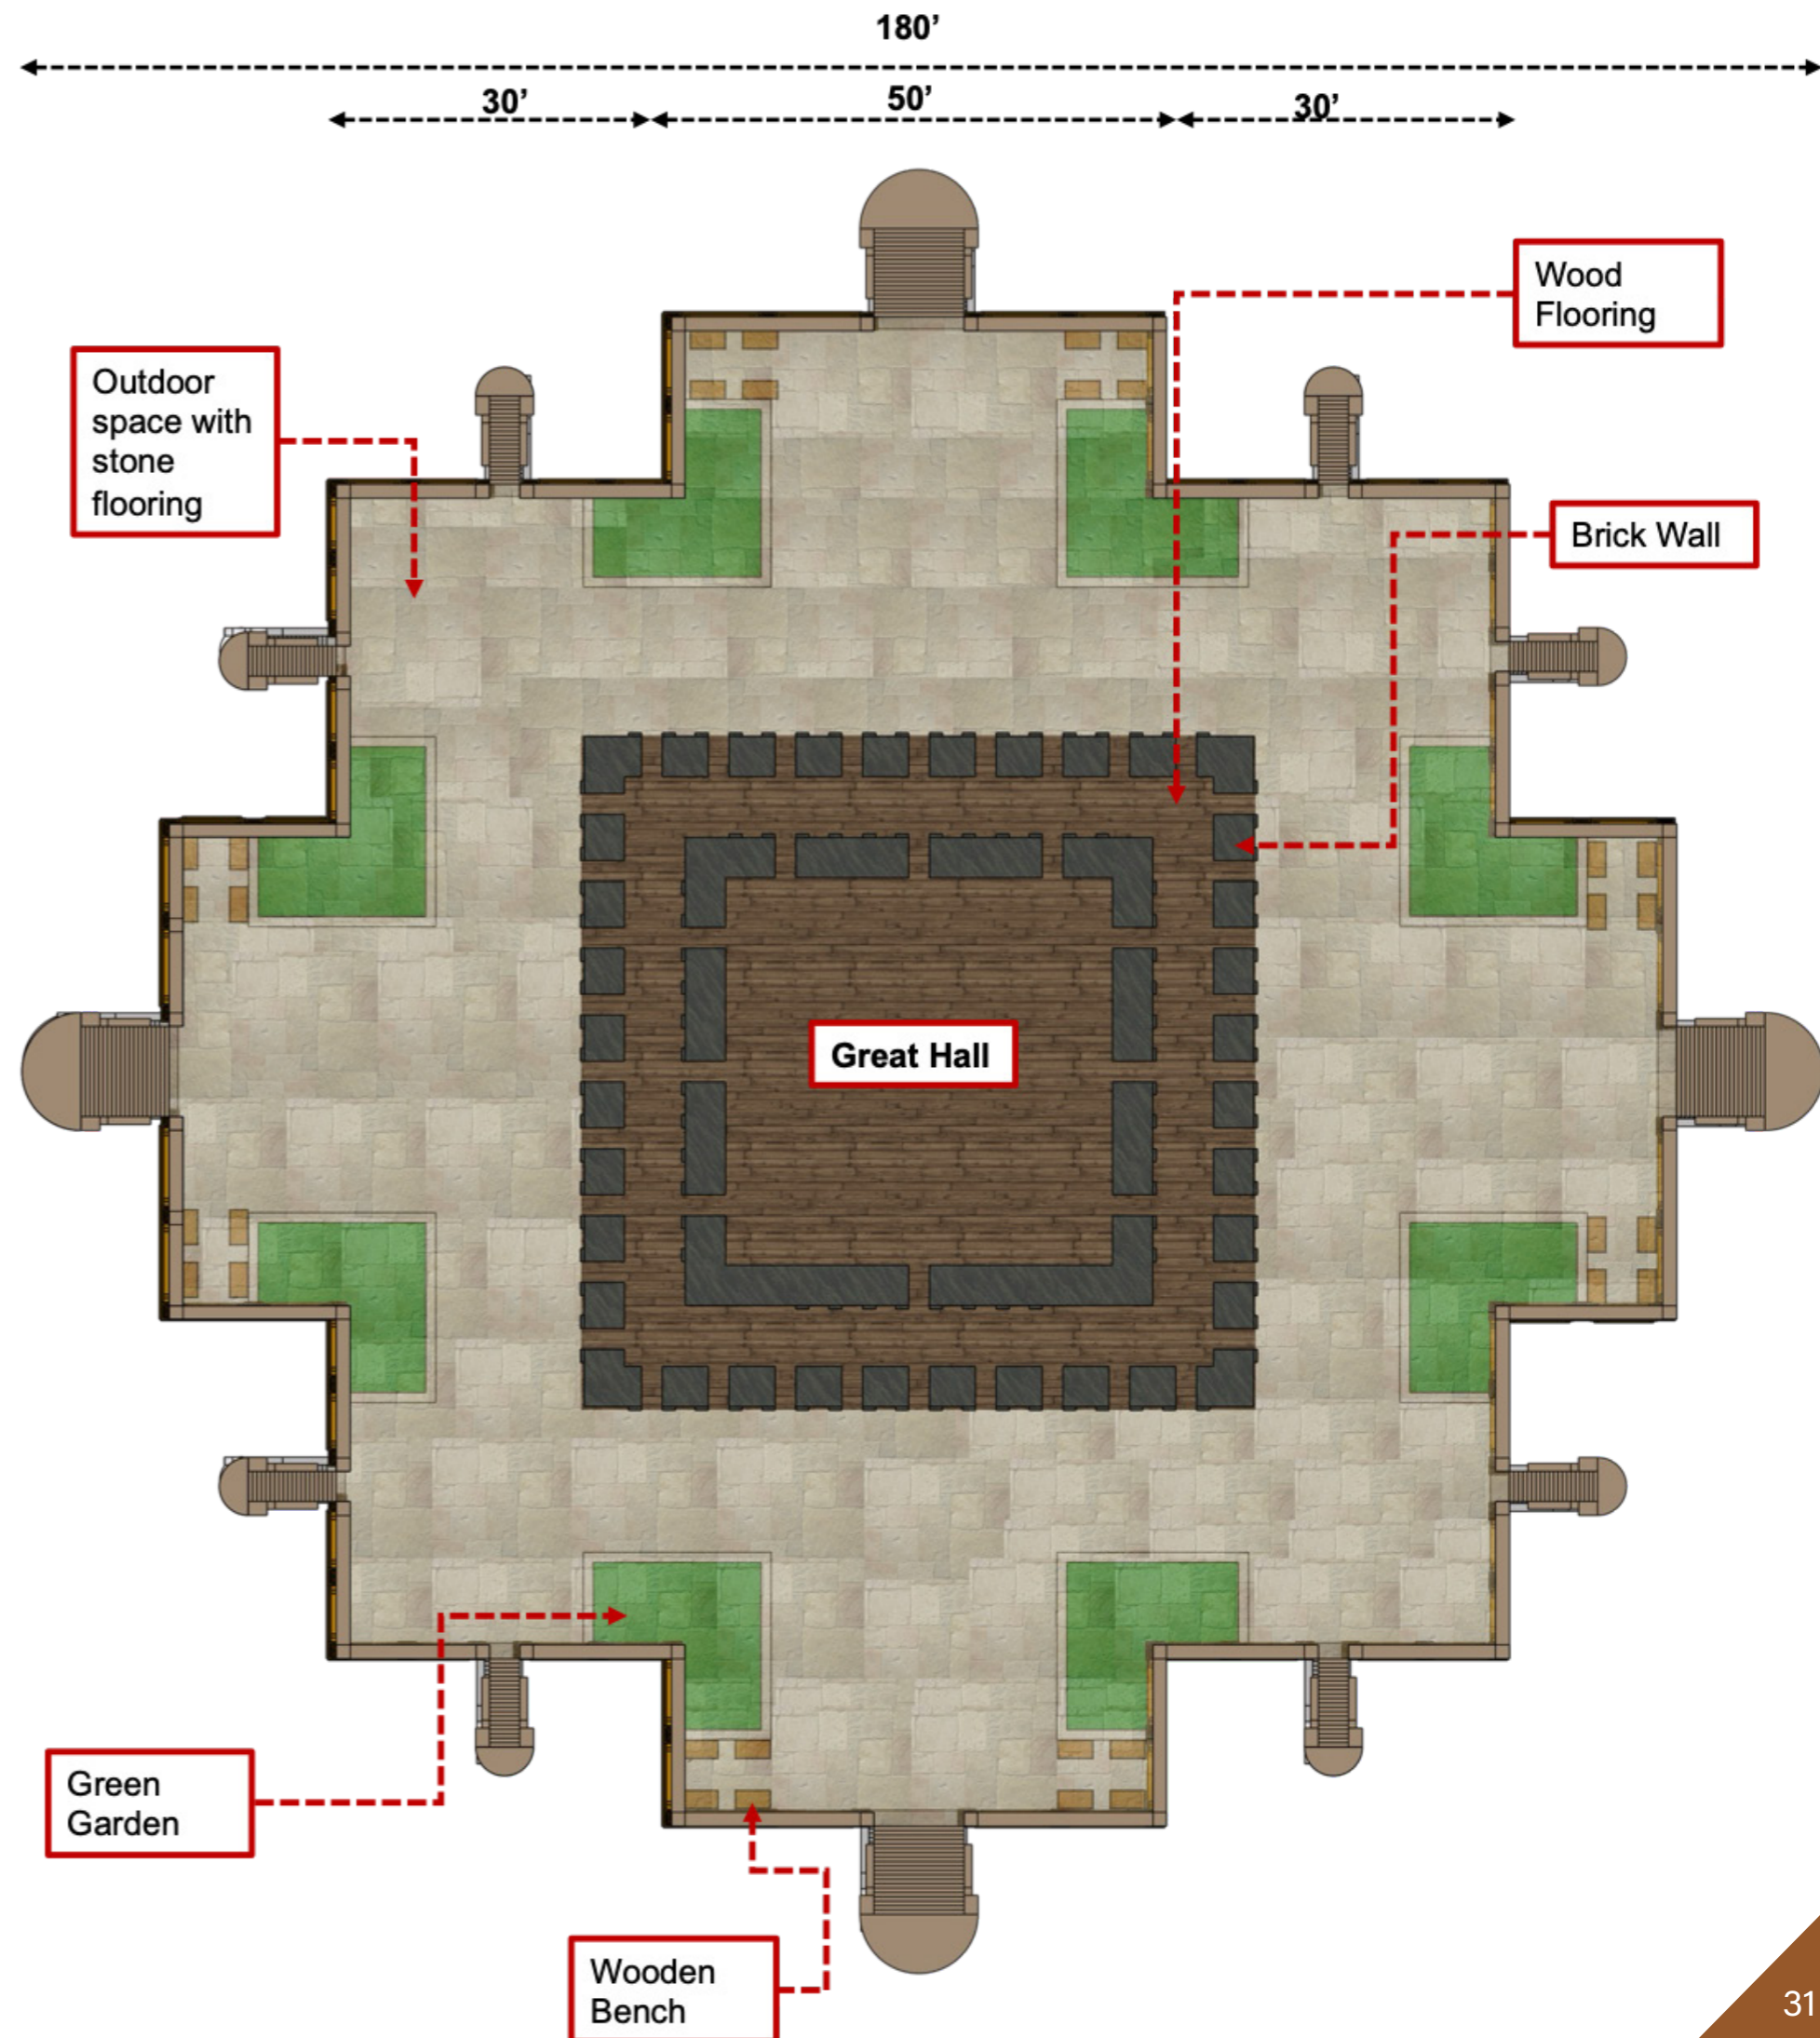 180’
30’
50’
30’
Wood
Flooring
Outdoor
space with
stone
flooring
Brick Wall
Great Hall
Green
Garden
Wooden
Bench
31